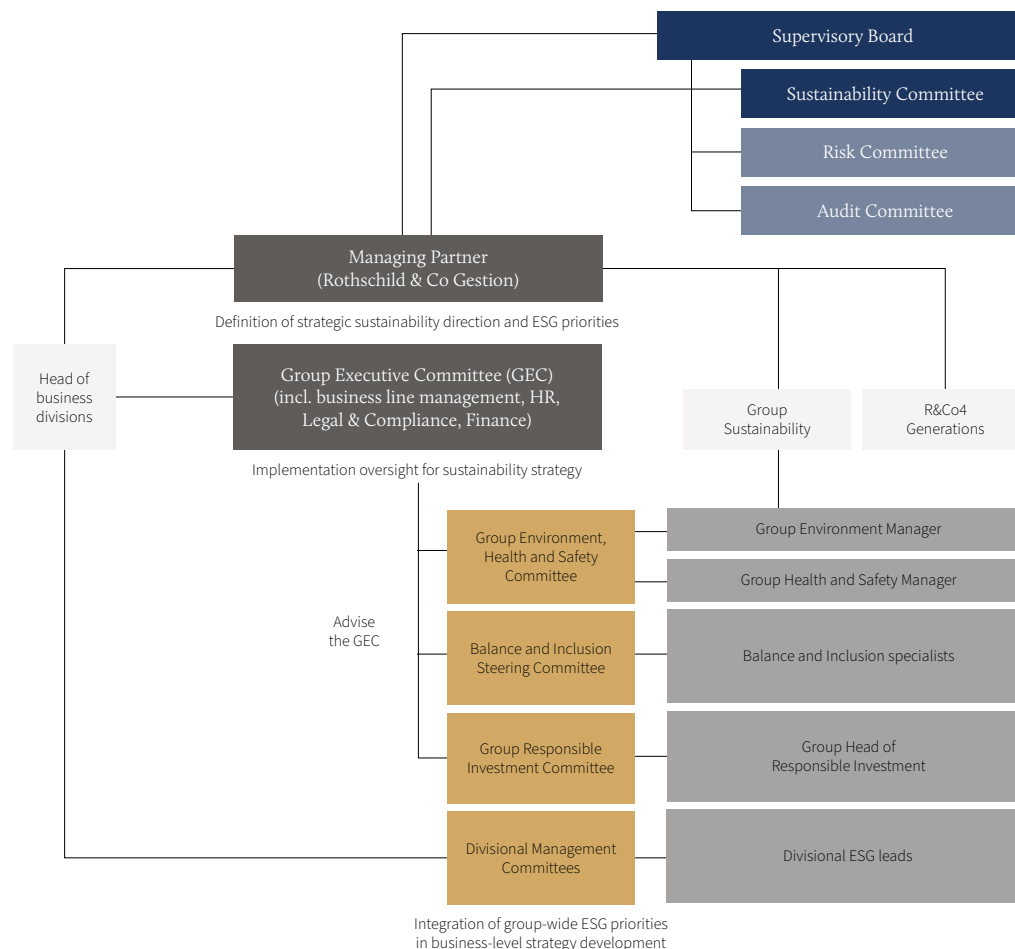 Supervisory Board
Sustainability Committee
Risk Committee
Audit Committee
Managing Partner
(Rothschild & Co Gestion)
Definition of strategic sustainability direction and ESG priorities
Head of
business
divisions
Group Executive Committee (GEC)
(incl. business line management, HR,
Legal & Compliance, Finance)
Implementation oversight for sustainability strategy
Group
Sustainability
R&Co4
Generations
Advise
the GEC
Group Environment,
Health and Safety
Committee
Group Environment Manager
Group Health and Safety Manager
Balance and Inclusion
Steering Committee
Balance and Inclusion specialists
Group Responsible
Investment Committee
Group Head of
Responsible Investment
Divisional Management
Committees
Divisional ESG leads
Integration of group-wide ESG priorities
in business-level strategy development